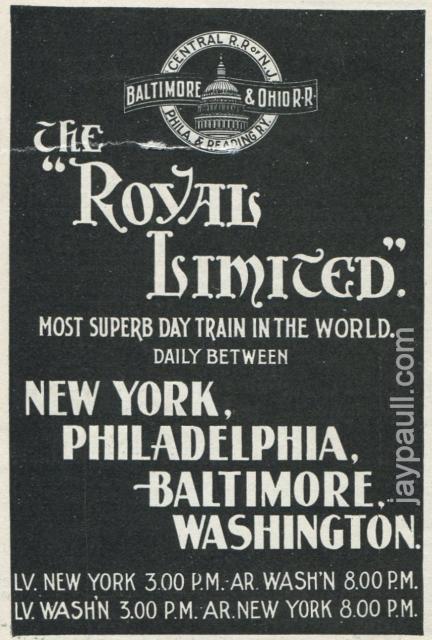 CENTRAL R.R. OF N.J.
BALTIMORE & OHIO R-R
PHILA. & READING RY.
THE
"ROYAL
LIMITED."
MOST SUPERB DAY TRAIN IN THE WORLD.
DAILY BETWEEN
NEW YORK,
PHILADELPHIA,
BALTIMORE,
WASHINGTON.
LV. NEW YORK 3.00 P.M.-AR. WASH'N 8.00 P.M.
LV. WASH'N 3.00 P.M.-AR. NEW YORK 8.00 P.M.
jaypaull.com